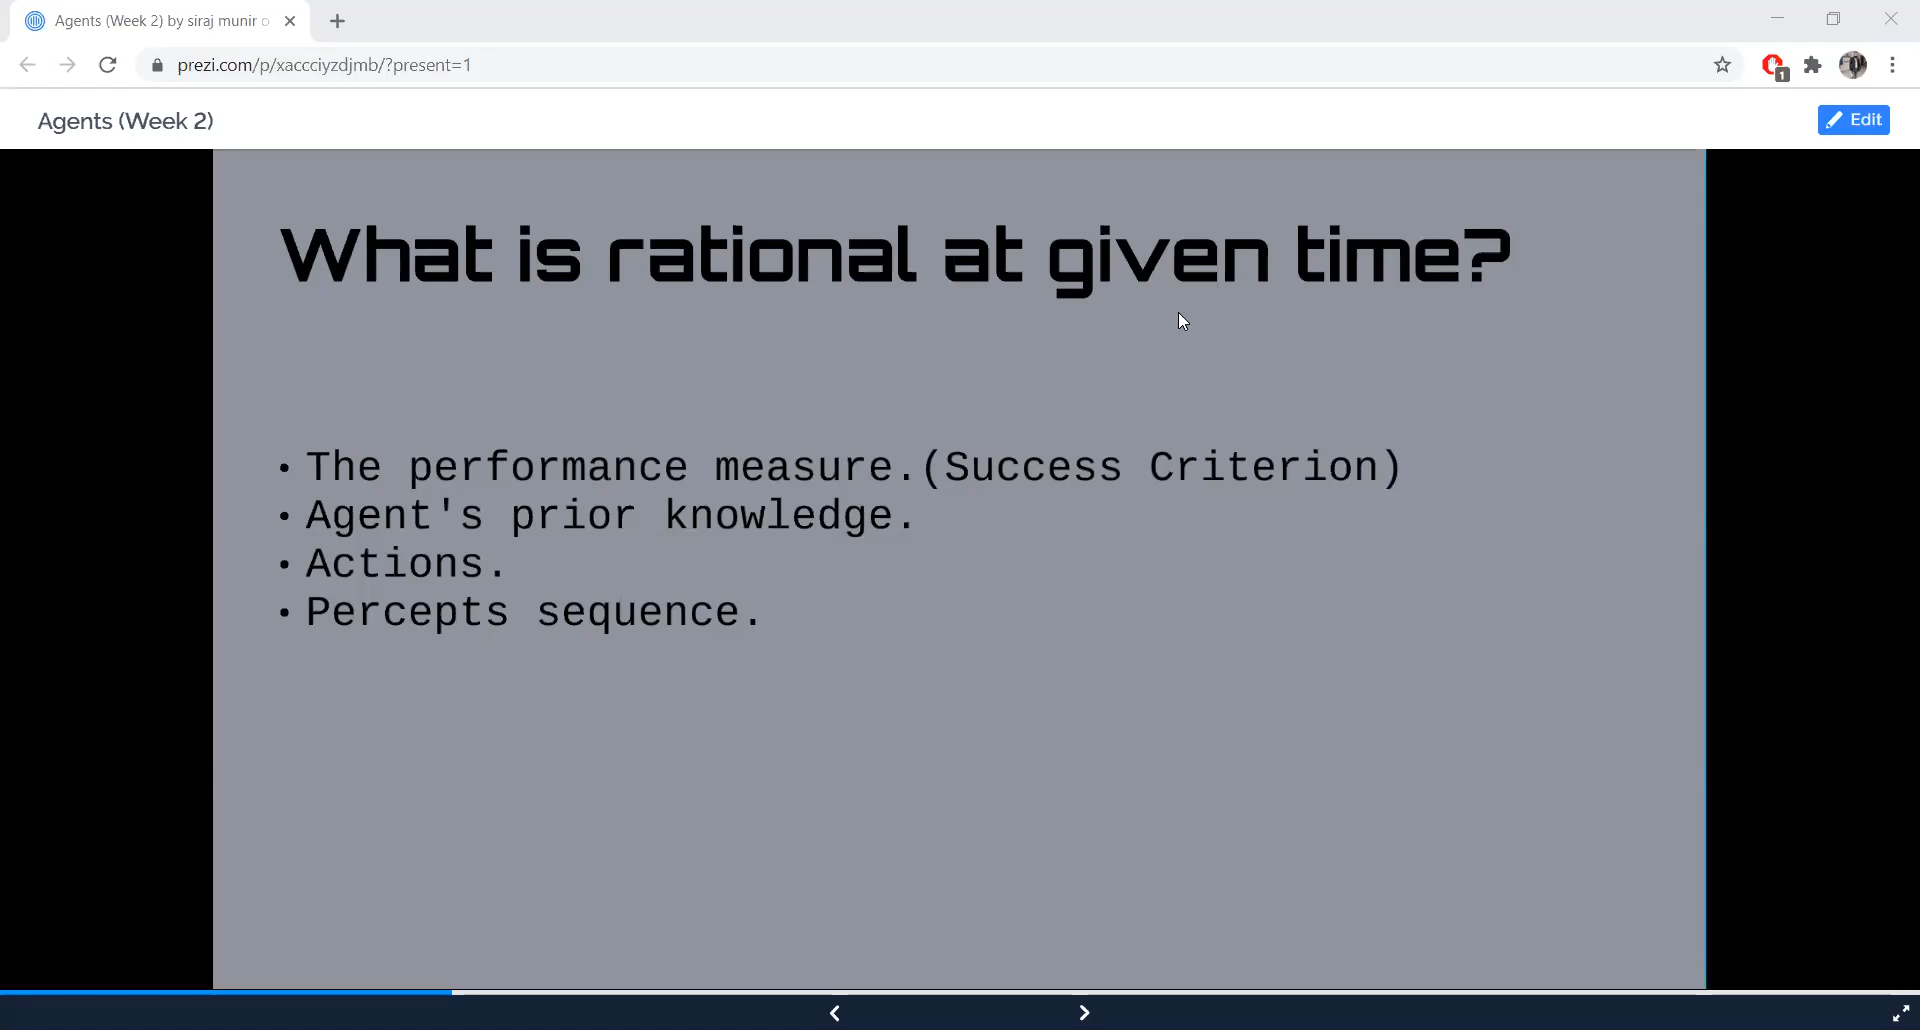 Agents (Week 2) by siraj munir o
prezi.com/p/xaccciyzdjmb/?present=1
1
Agents (Week 2)
Edit
What is rational at given time?
• The performance measure.(Success Criterion)
• Agent's prior knowledge.
• Actions.
• Percepts sequence.